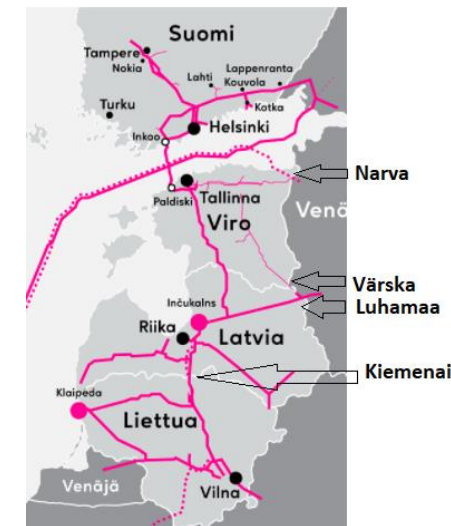 Suomi
Tampere
Nokia
Lahti
Lappenranta
Kouvola
Kotka
Turku
Helsinki
Inkoo
Narva
Tallinna
Paldiski
Viro
Venä
Värska
Luhamaa
Inčukalns
Riika
Latvia
Kiemenai
Klaipeda
Liettua
Venäjä
Vilna